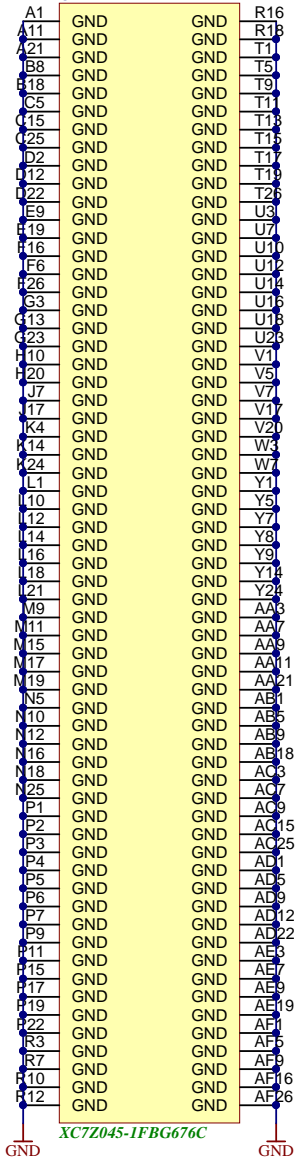 A1 GND GND R16
A11 GND GND R18
A21 GND GND T1
B8 GND GND T5
B18 GND GND T9
C5 GND GND T11
C15 GND GND T13
C25 GND GND T15
D2 GND GND T17
D12 GND GND T19
D22 GND GND T26
E9 GND GND U3
E19 GND GND U7
F16 GND GND U10
F6 GND GND U12
F26 GND GND U14
G3 GND GND U16
G13 GND GND U18
G23 GND GND U23
H10 GND GND V1
H20 GND GND V5
J7 GND GND V7
J17 GND GND V17
K4 GND GND V20
K14 GND GND W3
K24 GND GND W7
L1 GND GND Y1
L10 GND GND Y5
L12 GND GND Y7
L14 GND GND Y8
L16 GND GND Y9
L18 GND GND Y14
L21 GND GND Y24
M9 GND GND AA3
M11 GND GND AA7
M15 GND GND AA9
M17 GND GND AA11
M19 GND GND AA21
N5 GND GND AB1
N10 GND GND AB5
N12 GND GND AB9
N16 GND GND AB18
N18 GND GND AC3
N25 GND GND AC7
P1 GND GND AC9
P2 GND GND AC15
P3 GND GND AC25
P4 GND GND AD1
P5 GND GND AD5
P6 GND GND AD9
P7 GND GND AD12
P9 GND GND AD22
P11 GND GND AE3
P15 GND GND AE7
P17 GND GND AE9
P19 GND GND AE19
P22 GND GND AF1
R3 GND GND AF5
R7 GND GND AF9
R10 GND GND AF16
R12 GND GND AF26
XC7Z045-1FBG676C
GND GND